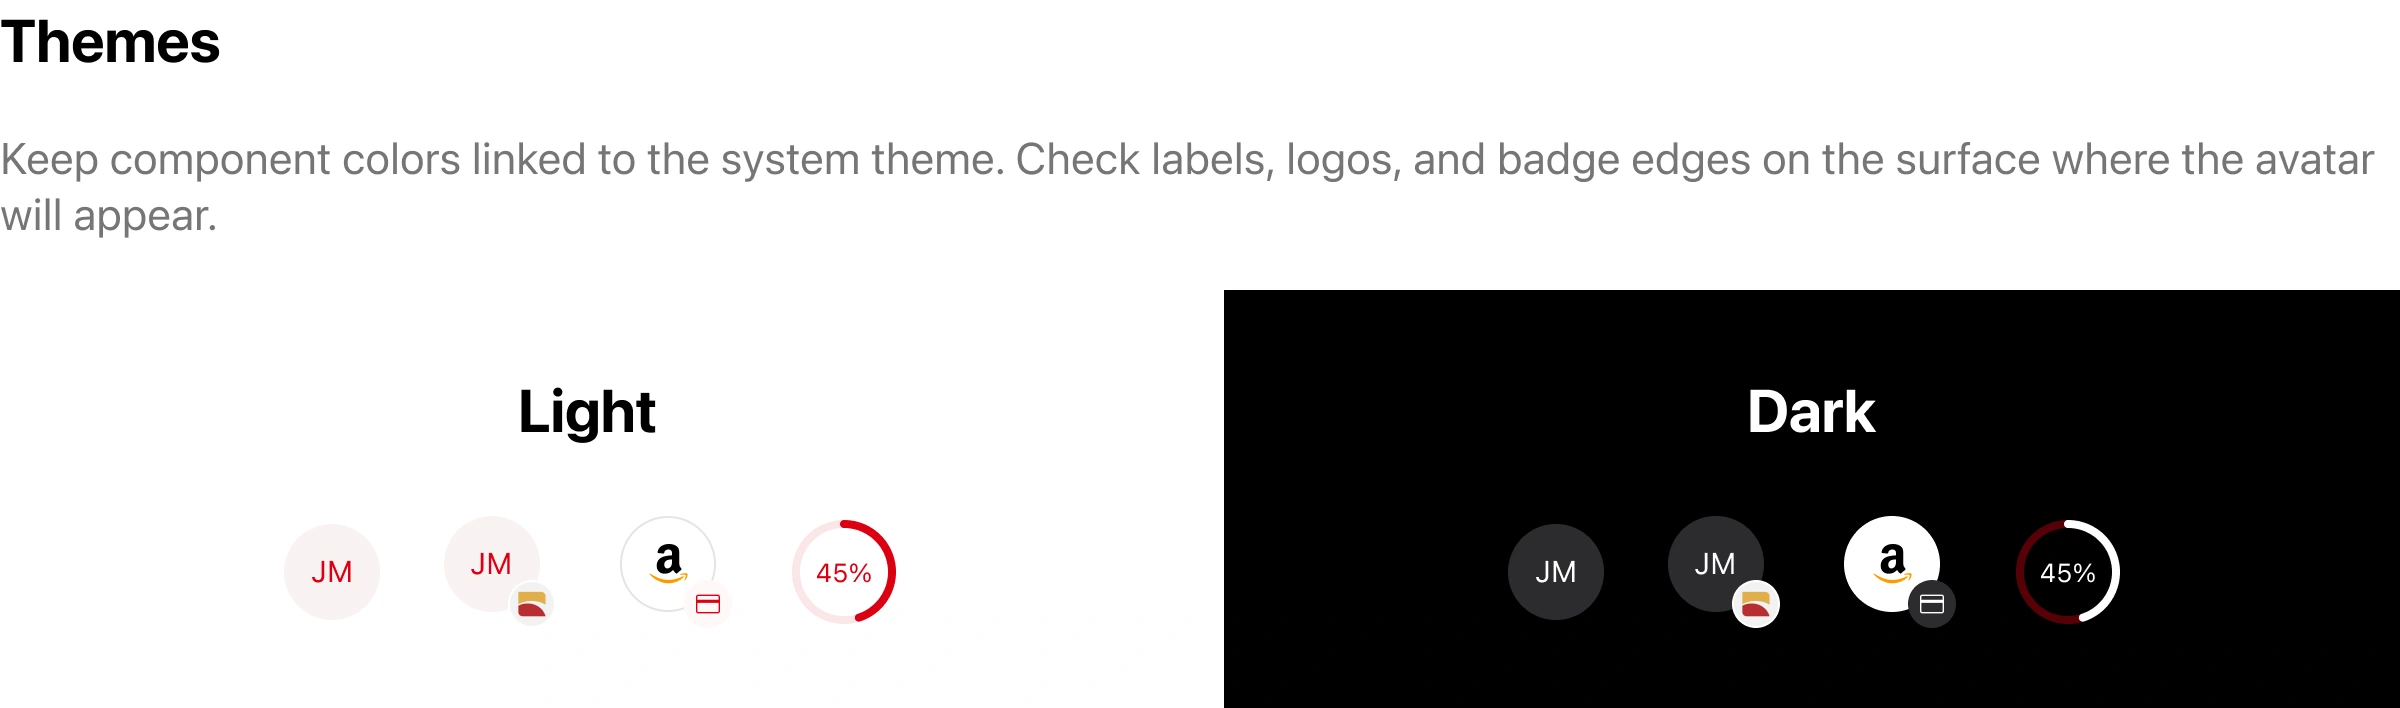 Themes
Keep component colors linked to the system theme. Check labels, logos, and badge edges on the surface where the avatar
will appear.
Light
JM
JM
a
45%
Dark
JM
JM
a
45%